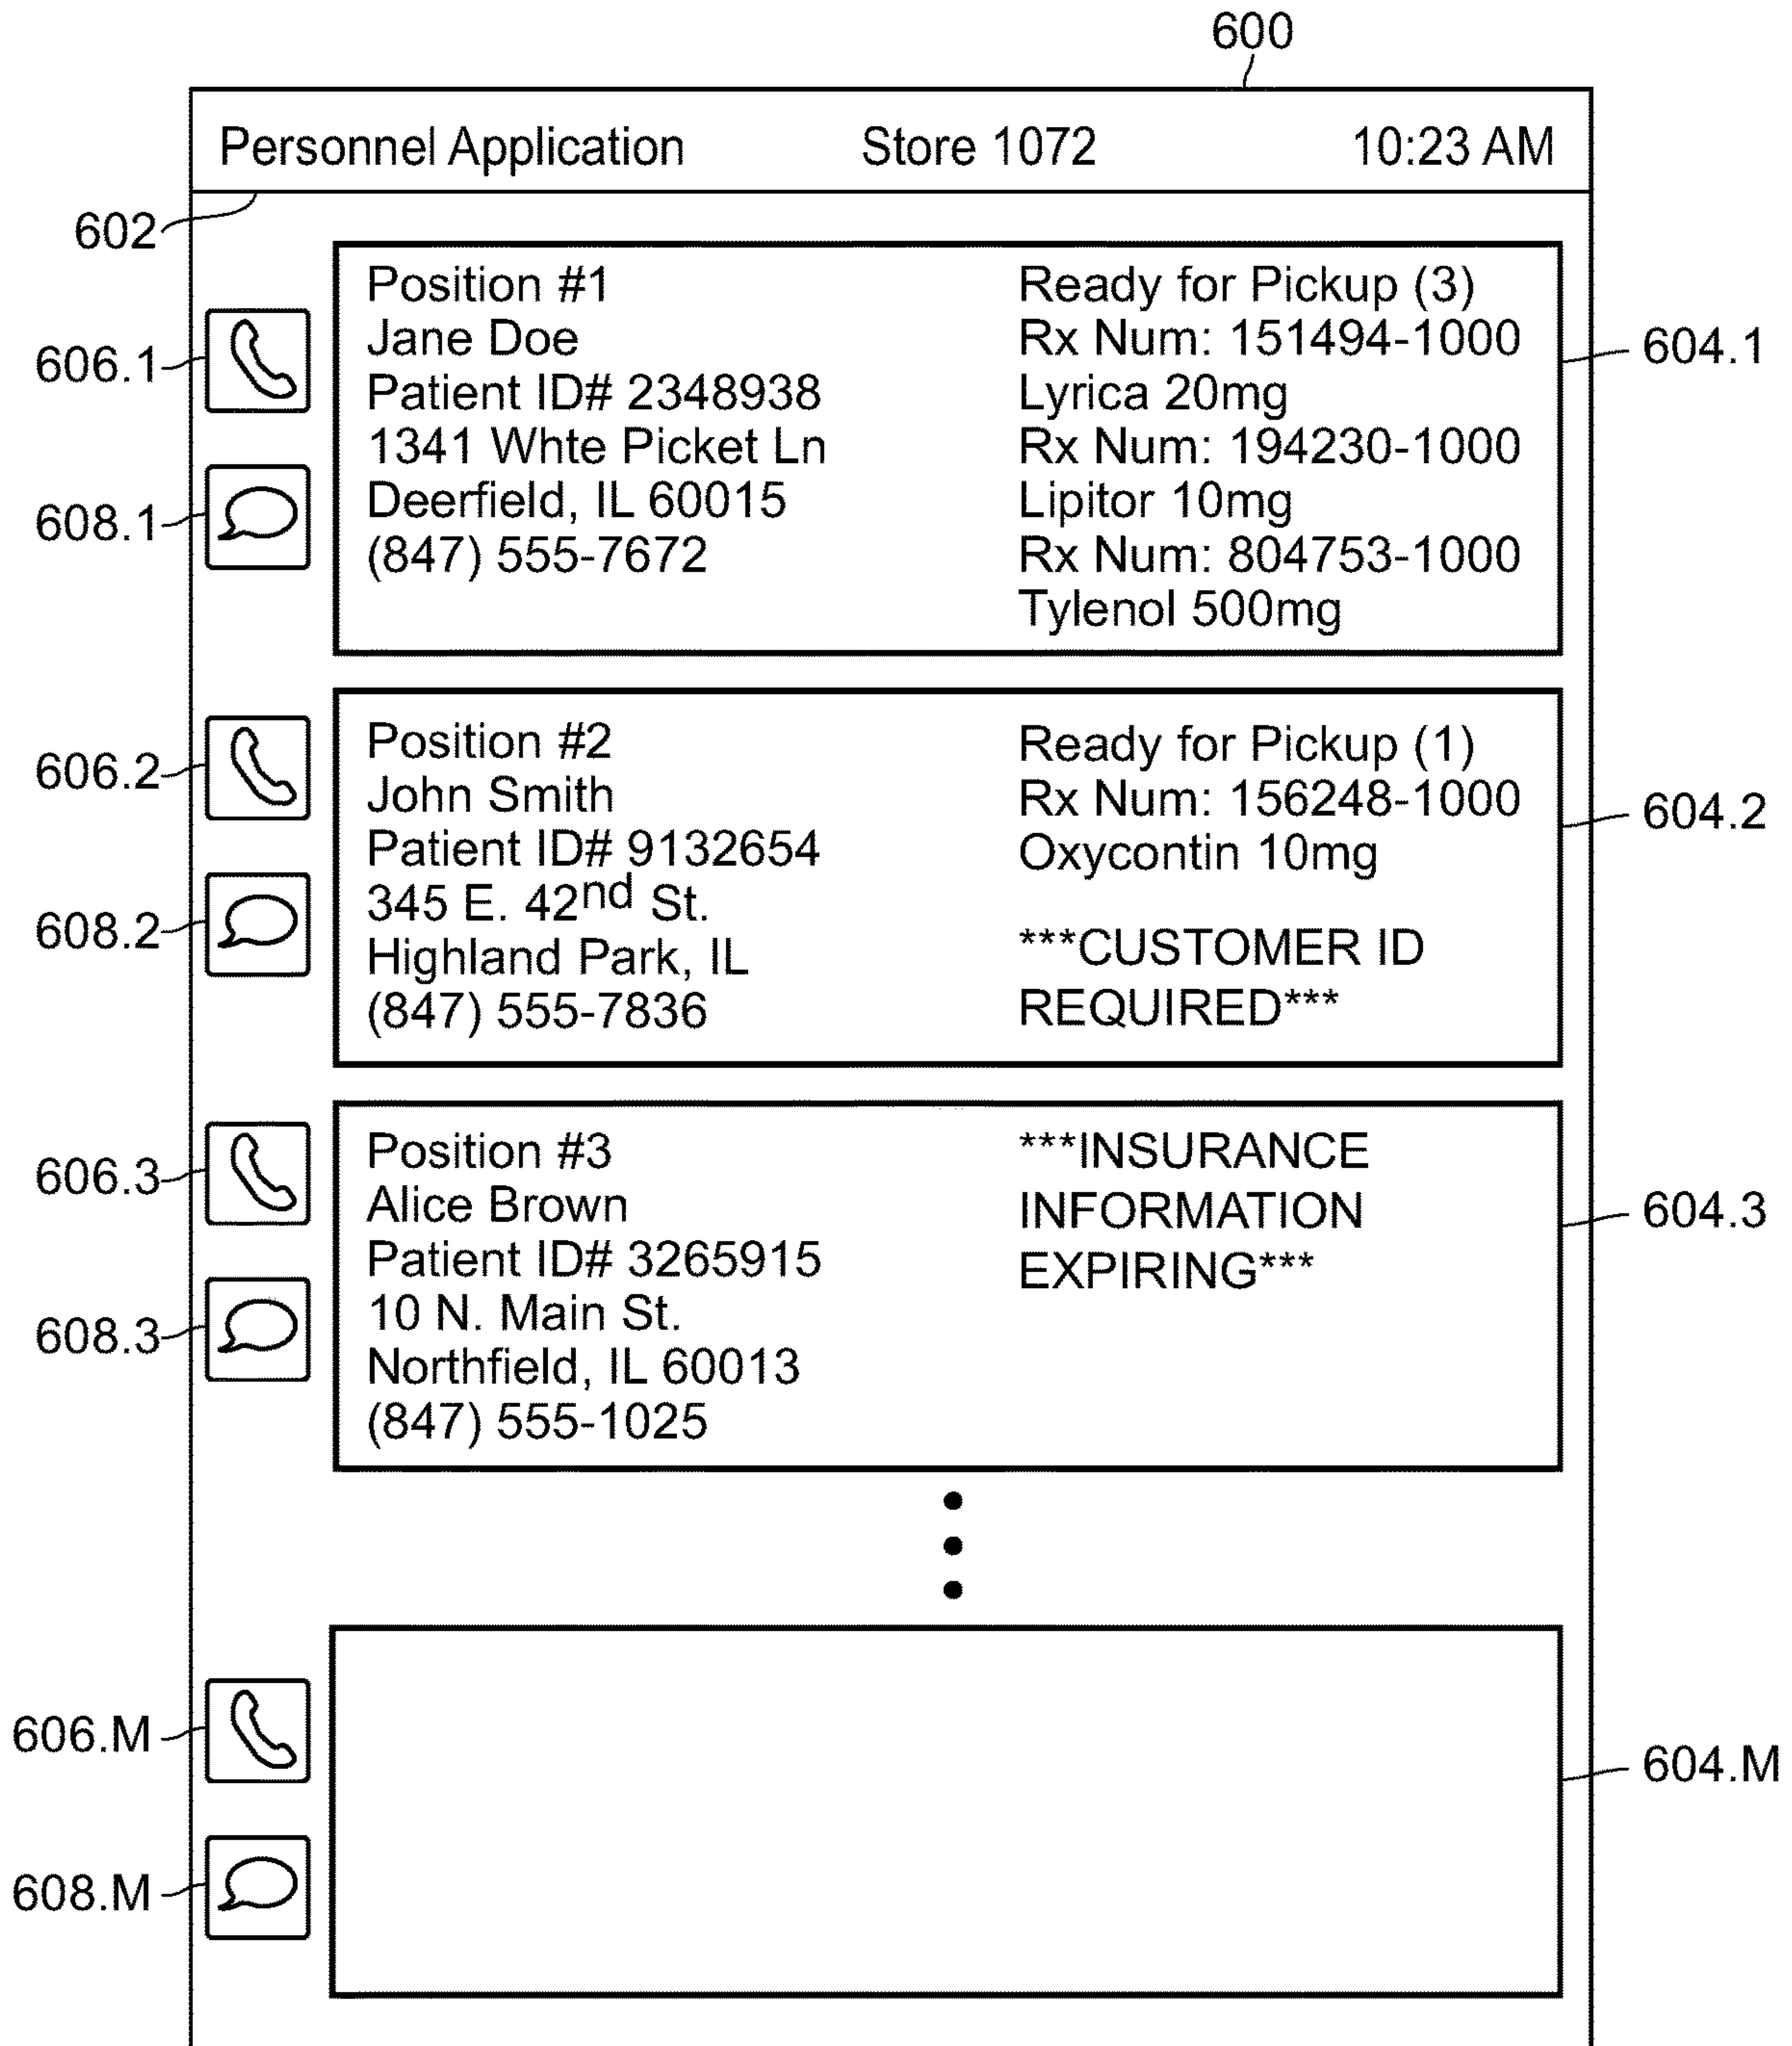 600
Personnel Application Store 1072 10:23 AM
602
Position #1
Jane Doe
Patient ID# 2348938
1341 Whte Picket Ln
Deerfield, IL 60015
(847) 555-7672
Ready for Pickup (3)
Rx Num: 151494-1000
Lyrica 20mg
Rx Num: 194230-1000
Lipitor 10mg
Rx Num: 804753-1000
Tylenol 500mg
606.1
608.1
604.1
Position #2
John Smith
Patient ID# 9132654
345 E. 42nd St.
Highland Park, IL
(847) 555-7836
Ready for Pickup (1)
Rx Num: 156248-1000
Oxycontin 10mg
***CUSTOMER ID
REQUIRED***
606.2
608.2
604.2
Position #3
Alice Brown
Patient ID# 3265915
10 N. Main St.
Northfield, IL 60013
(847) 555-1025
***INSURANCE
INFORMATION
EXPIRING***
606.3
608.3
604.3
606.M
608.M
604.M